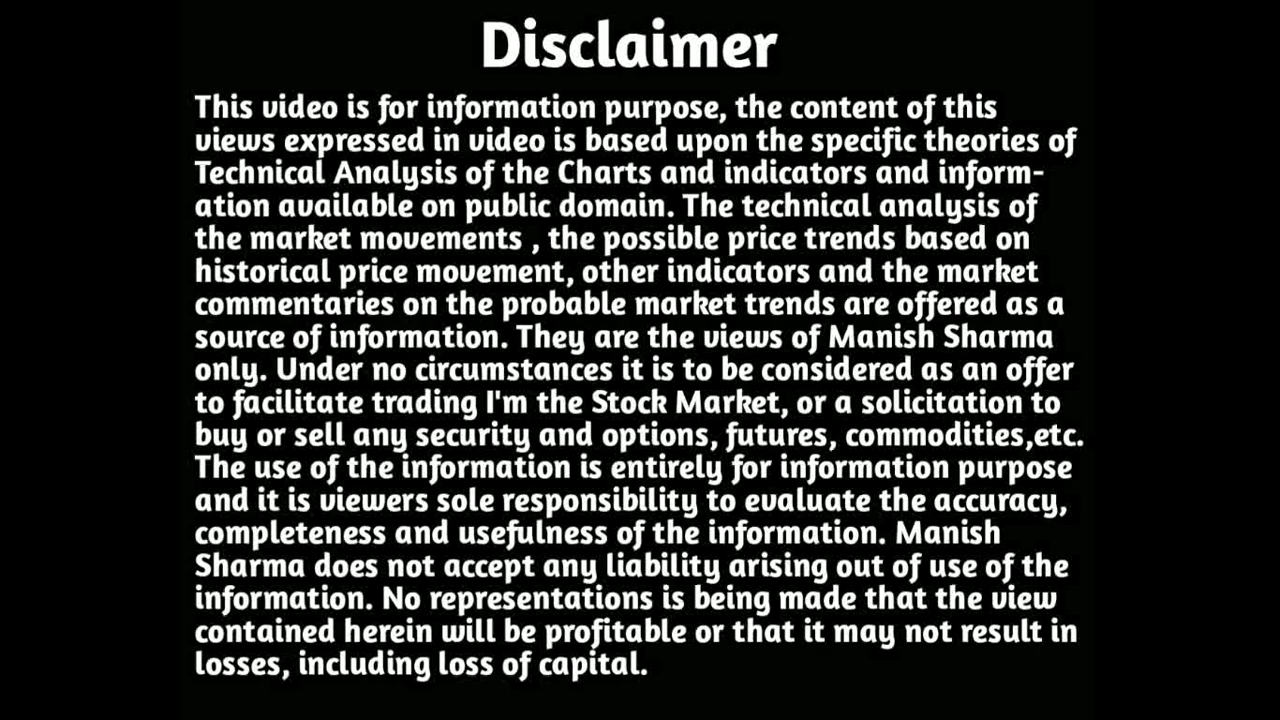 Disclaimer
This video is for information purpose, the content of this
views expressed in video is based upon the specific theories of
Technical Analysis of the Charts and indicators and inform-
ation available on public domain. The technical analysis of
the market movements , the possible price trends based on
historical price movement, other indicators and the market
commentaries on the probable market trends are offered as a
source of information. They are the views of Manish Sharma
only. Under no circumstances it is to be considered as an offer
to facilitate trading I'm the Stock Market, or a solicitation to
buy or sell any security and options, futures, commodities,etc.
The use of the information is entirely for information purpose
and it is viewers sole responsibility to evaluate the accuracy,
completeness and usefulness of the information. Manish
Sharma does not accept any liability arising out of use of the
information. No representations is being made that the view
contained herein will be profitable or that it may not result in
losses, including loss of capital.